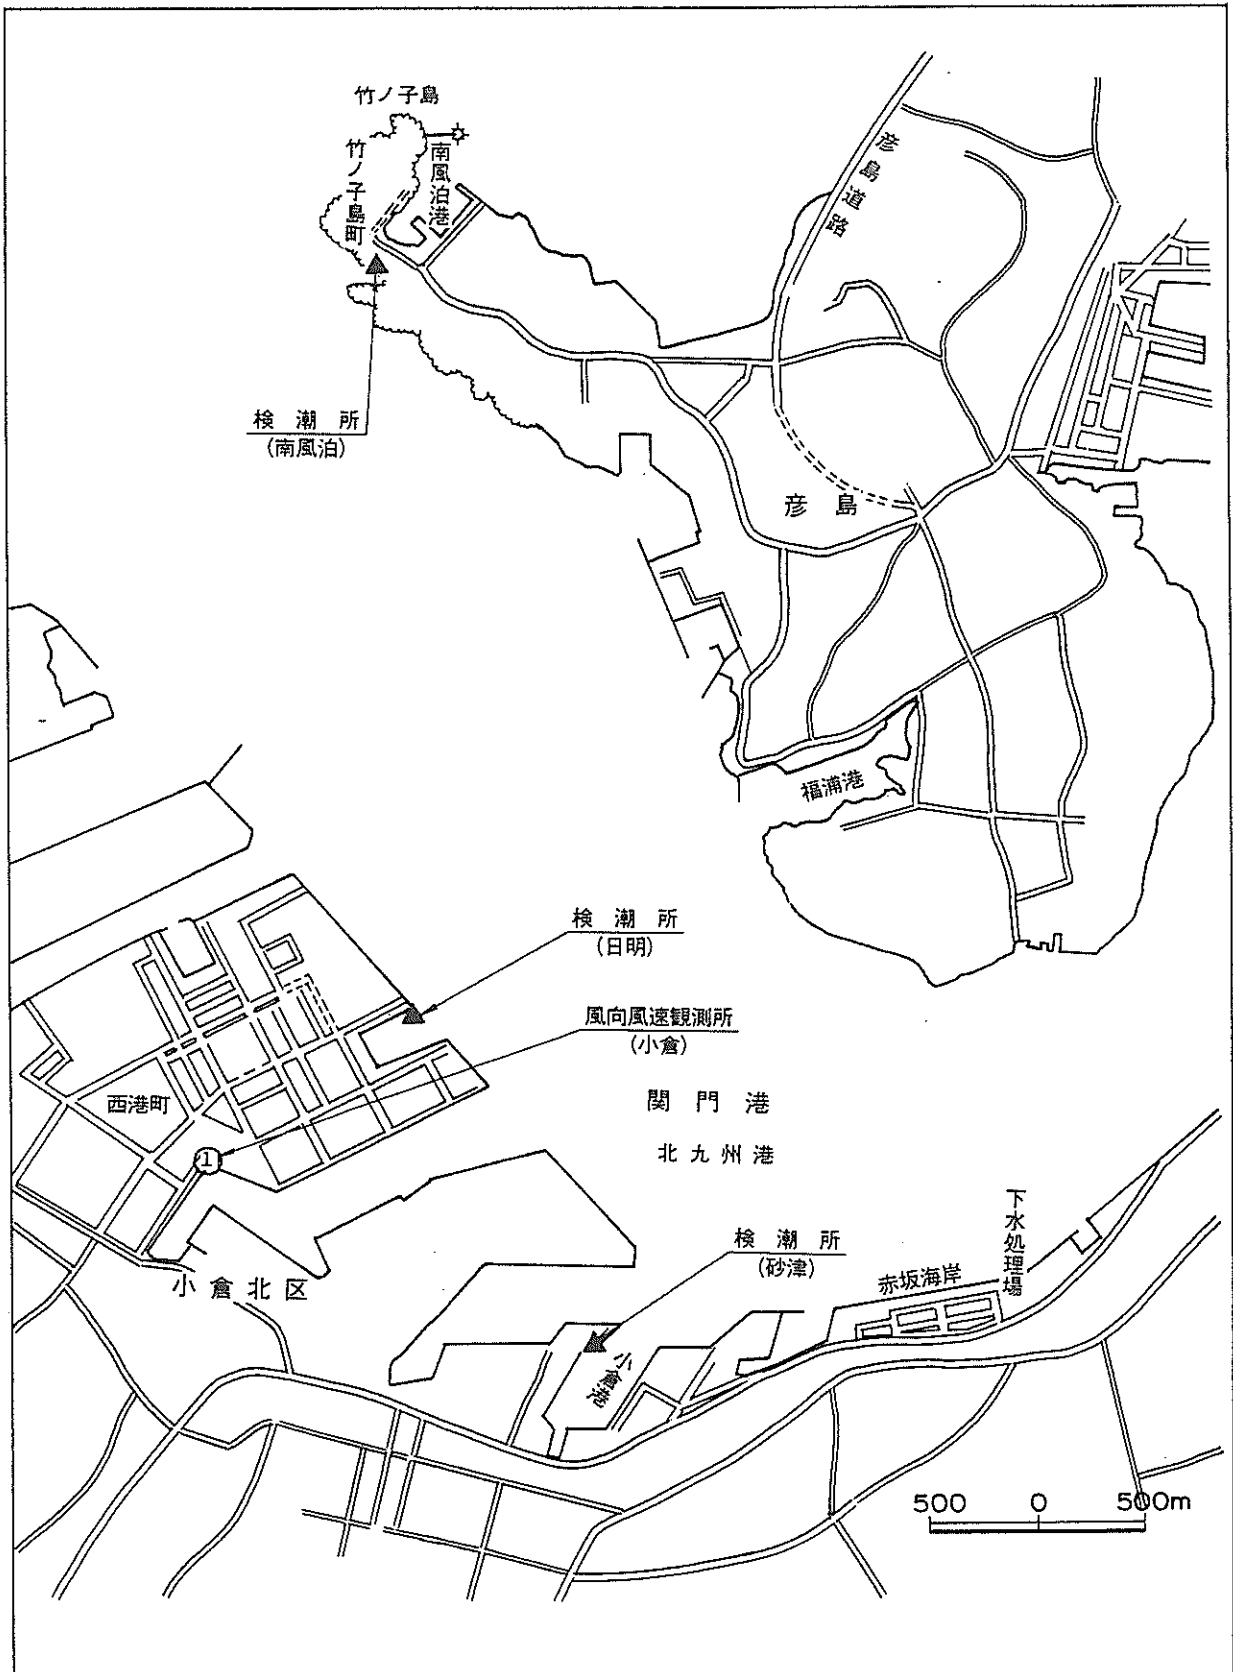 竹ノ子島
竹ノ子島町
南風泊港
彦島道路
検潮所
(南風泊)
彦島
福浦港
検潮所
(日明)
風向風速観測所
(小倉)
西港町
①
関門港
北九州港
小倉北区
検潮所
(砂津)
小倉港
赤坂海岸
下水処理場
500 0 500m